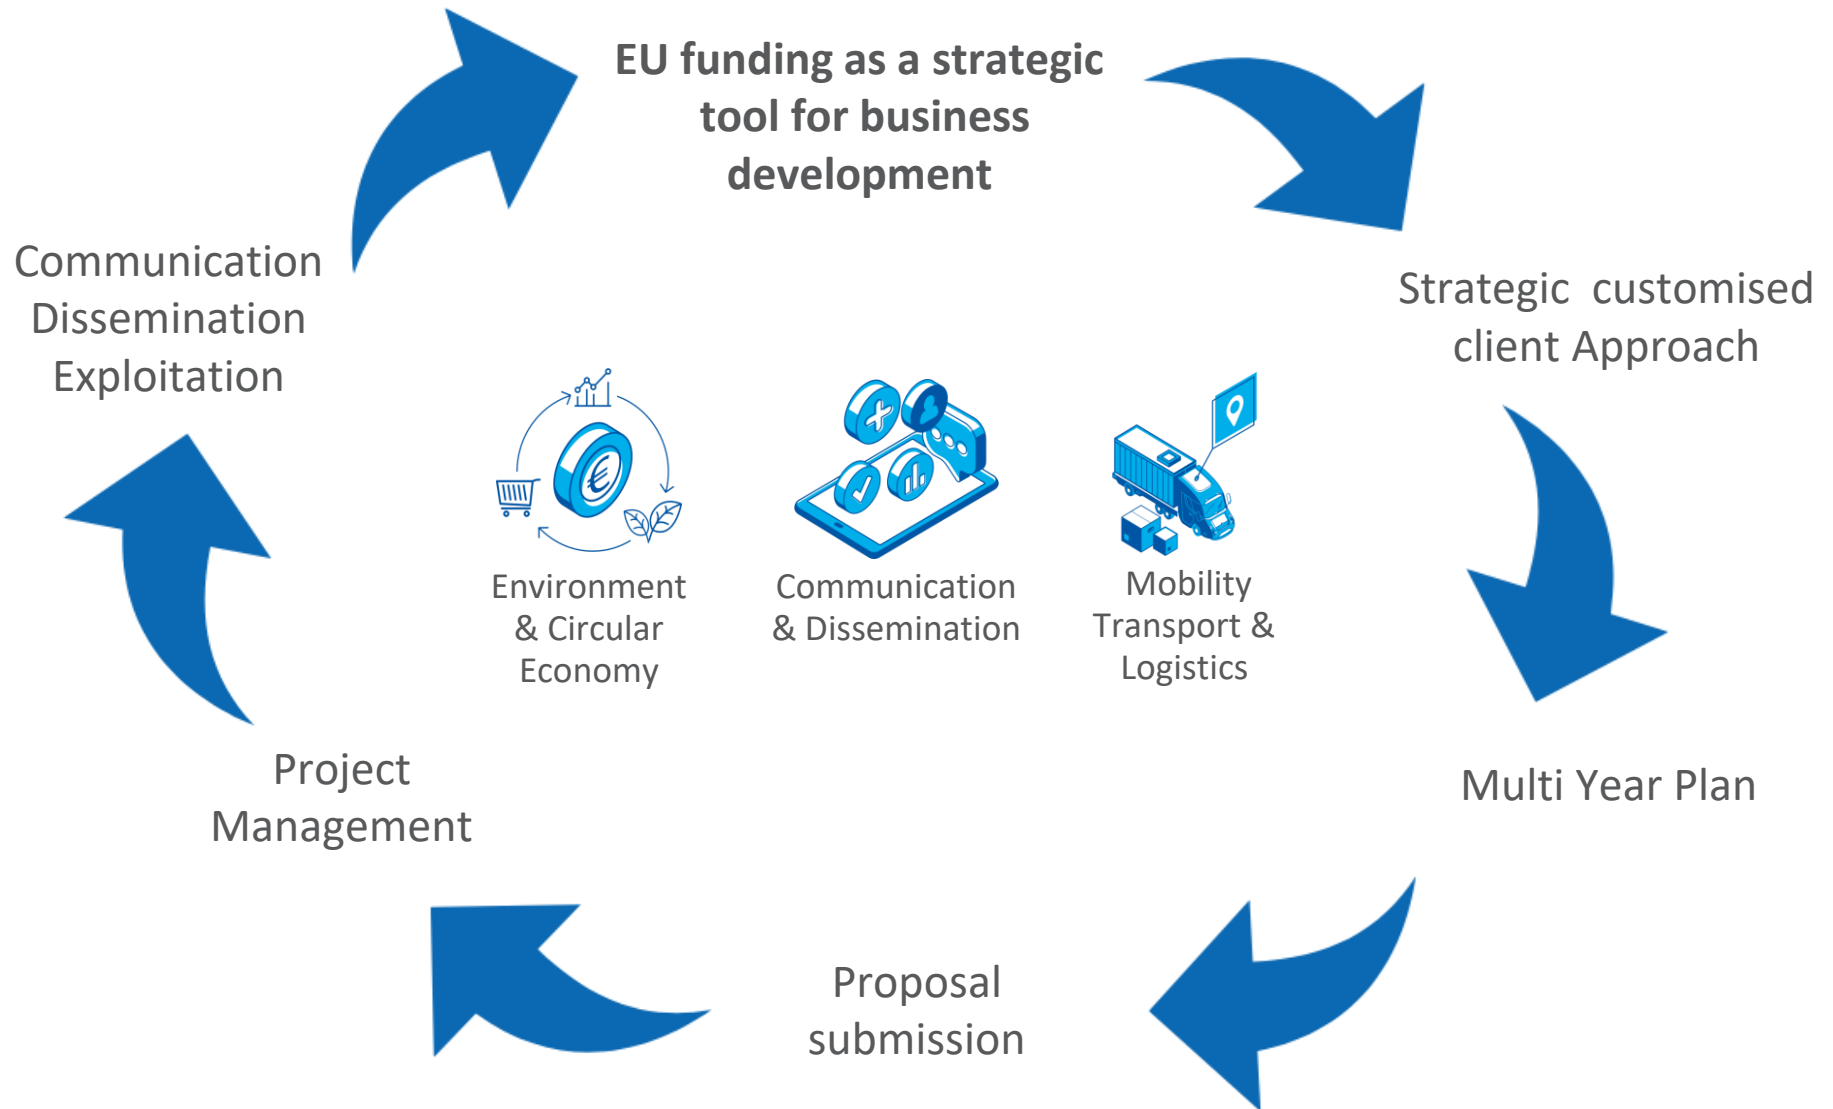 EU funding as a strategic
tool for business
development
Strategic customised
client Approach
Multi Year Plan
Proposal
submission
Project
Management
Communication
Dissemination
Exploitation
€
Environment
& Circular
Economy
Communication
& Dissemination
Mobility
Transport &
Logistics